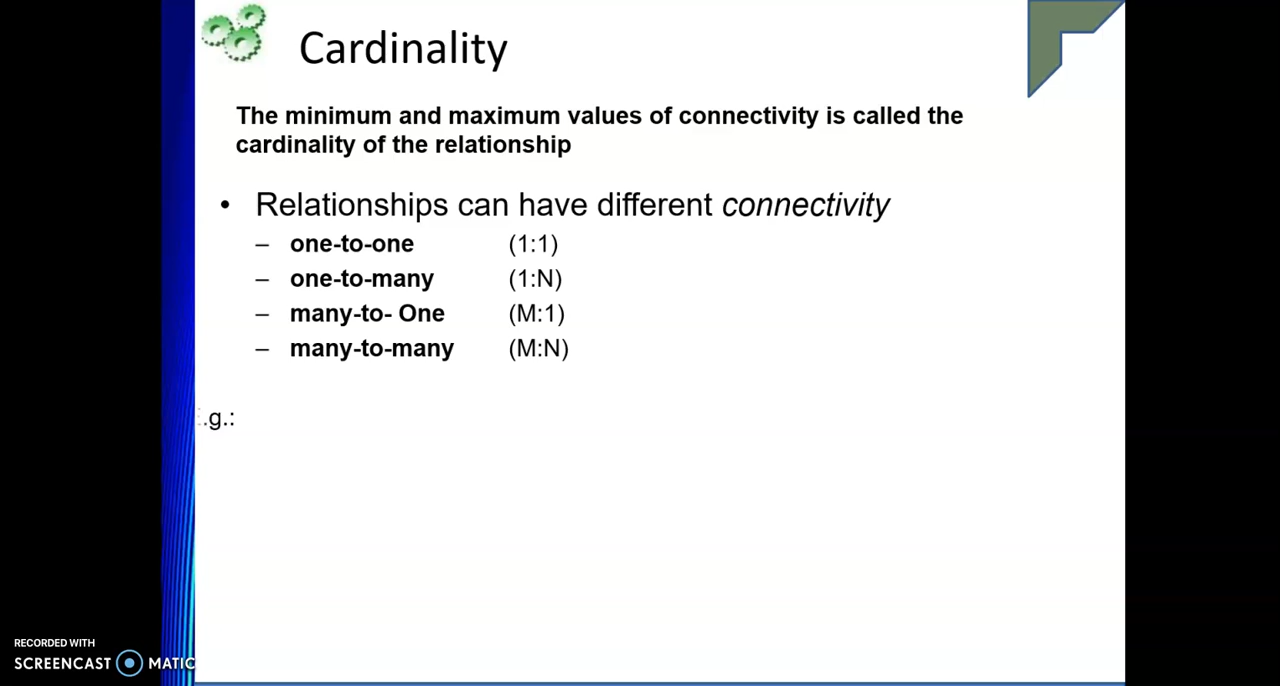 Cardinality
The minimum and maximum values of connectivity is called the
cardinality of the relationship
• Relationships can have different connectivity
– one-to-one (1:1)
– one-to-many (1:N)
– many-to- One (M:1)
– many-to-many (M:N)
E.g.:
RECORDED WITH
SCREENCAST MATIC